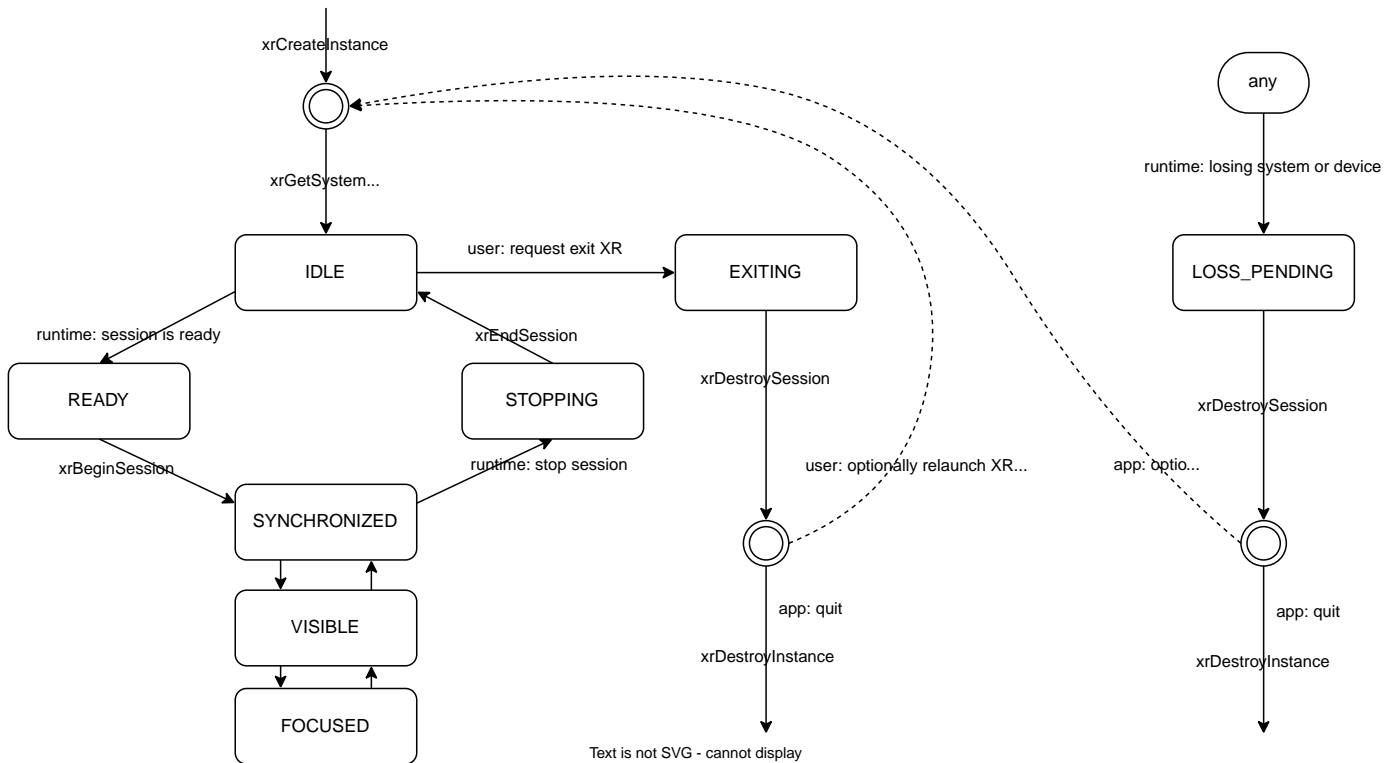 xrCreateInstance
any
runtime: losing system or device
xrGetSystem...
user: request exit XR
IDLE
EXITING
LOSS_PENDING
runtime: session is ready
xrEndSession
xrDestroySession
READY
STOPPING
xrDestroySession
xrBeginSession
runtime: stop session
user: optionally relaunch XR...
app: optio...
SYNCHRONIZED
app: quit
app: quit
VISIBLE
xrDestroyInstance
xrDestroyInstance
FOCUSED
Text is not SVG - cannot display